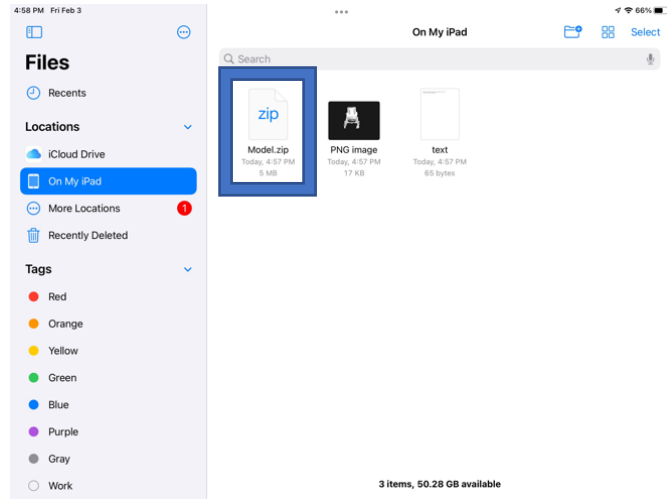 4:58 PM Fri Feb 3
66%
On My iPad
Select
Files
Search
Recents
Locations
iCloud Drive
On My iPad
More Locations
1
Recently Deleted
Tags
Red
Orange
Yellow
Green
Blue
Purple
Gray
Work
zip
Model.zip
Today, 4:57 PM
5 MB
PNG image
Today, 4:57 PM
17 KB
text
Today, 4:57 PM
65 bytes
3 items, 50.28 GB available